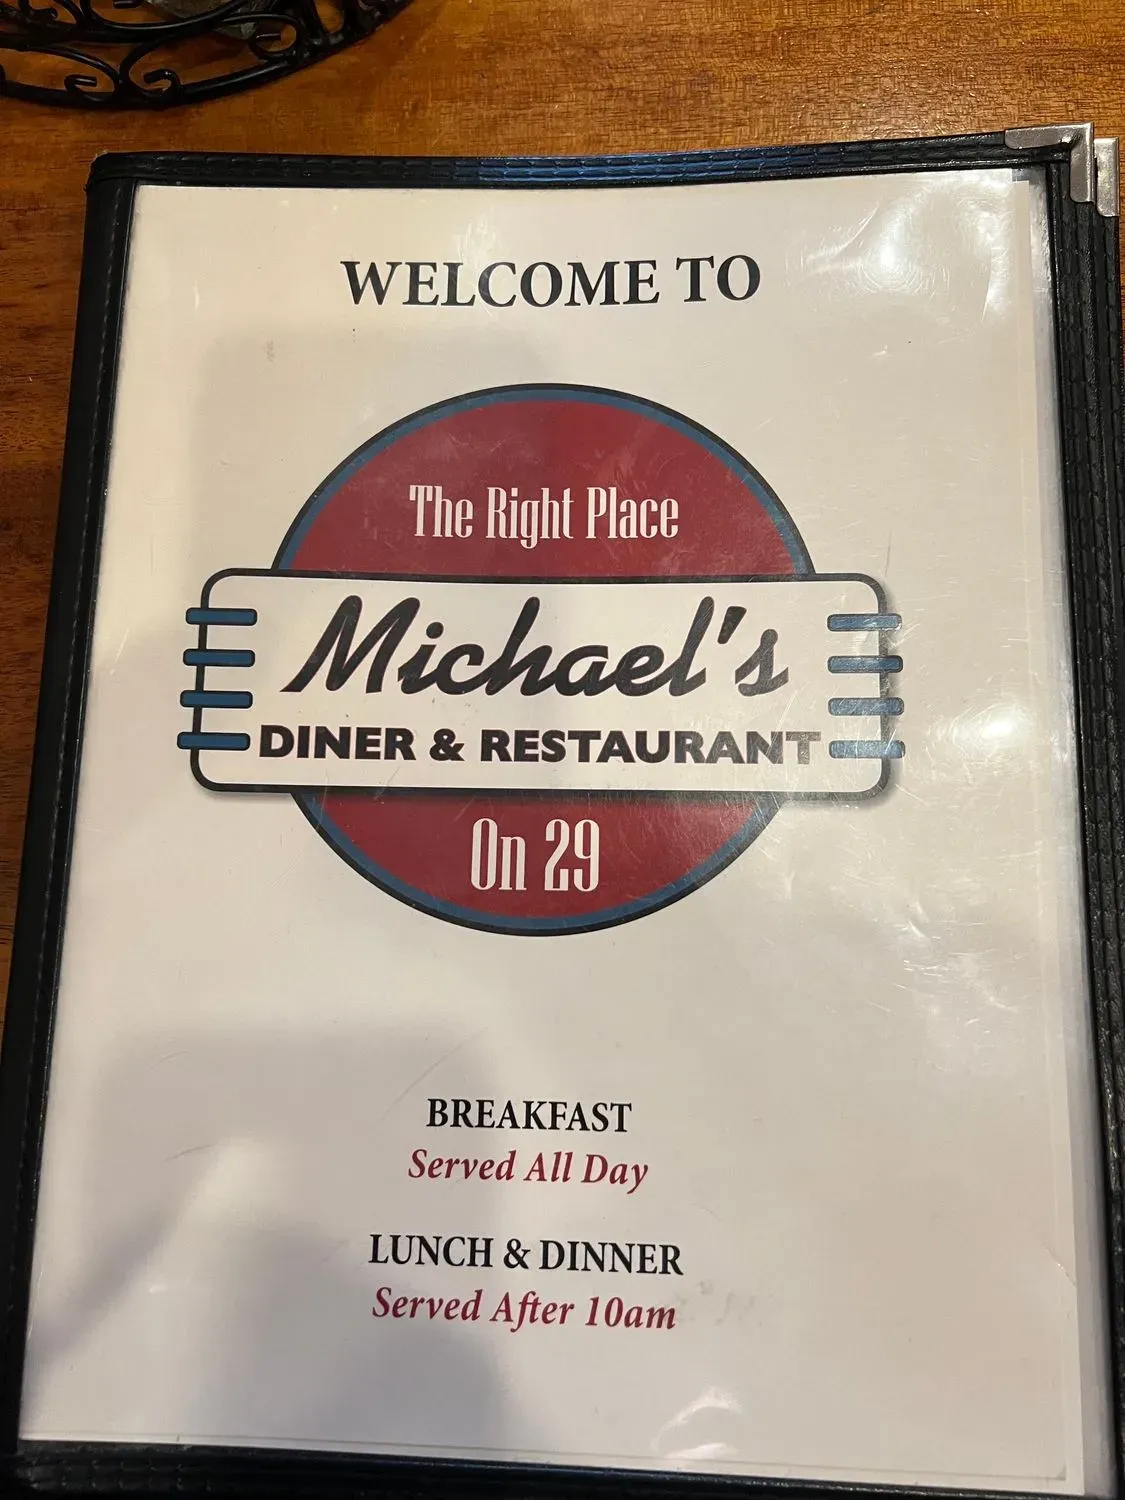 WELCOME TO
The Right Place
Michael's
DINER & RESTAURANT
On 29
BREAKFAST
Served All Day
LUNCH & DINNER
Served After 10am